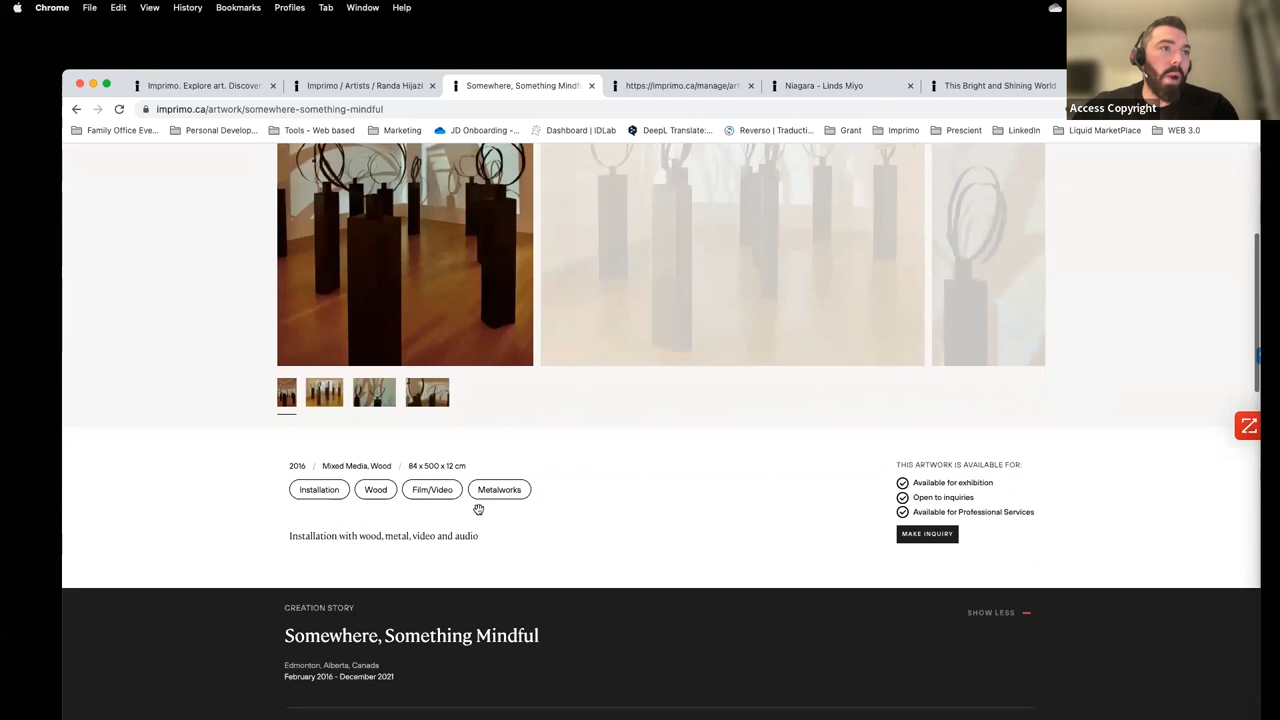 Chrome File Edit View History Bookmarks Profiles Tab Window Help
Imprimo. Explore art. Discover
Imprimo / Artists / Randa Hijazi
Somewhere, Something Mindf
https://imprimo.ca/manage/art
Niagara - Linds Miyo
This Bright and Shining World
imprimo.ca/artwork/somewhere-something-mindful
Access Copyright
Family Office Eve... Personal Develop... Tools - Web based Marketing JD Onboarding -... Dashboard | IDLab DeepL Translate:... Reverso | Traducti... Grant Imprimo Prescient LinkedIn Liquid MarketPlace WEB 3.0
2016 / Mixed Media, Wood / 84 x 500 x 12 cm
Installation Wood Film/Video Metalworks
Installation with wood, metal, video and audio
THIS ARTWORK IS AVAILABLE FOR:
Available for exhibition
Open to inquiries
Available for Professional Services
MAKE INQUIRY
CREATION STORY
SHOW LESS
Somewhere, Something Mindful
Edmonton, Alberta, Canada
February 2016 - December 2021